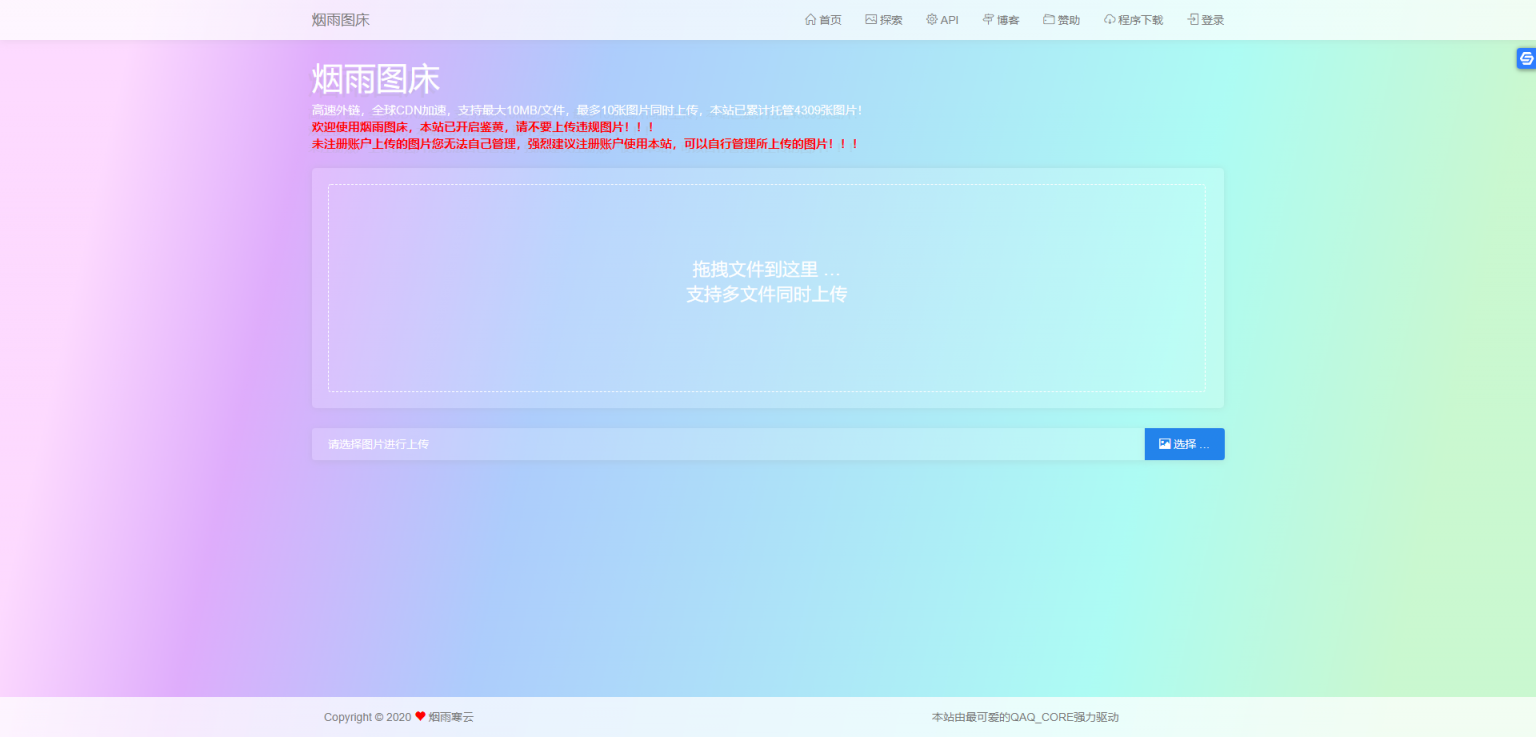 烟雨图床
首页 探索 API 博客 赞助 程序下载 登录
烟雨图床
高速外链，全球CDN加速，支持最大10MB/文件，最多10张图片同时上传，本站已累计托管4309张图片！
欢迎使用烟雨图床，本站已开启鉴黄，请不要上传违规图片！！！
未注册账户上传的图片您无法自己管理，强烈建议注册账户使用本站，可以自行管理所上传的图片！！！
拖拽文件到这里 …
支持多文件同时上传
请选择图片进行上传
选择 …
Copyright © 2020 ❤ 烟雨寒云
本站由最可爱的QAQ_CORE强力驱动